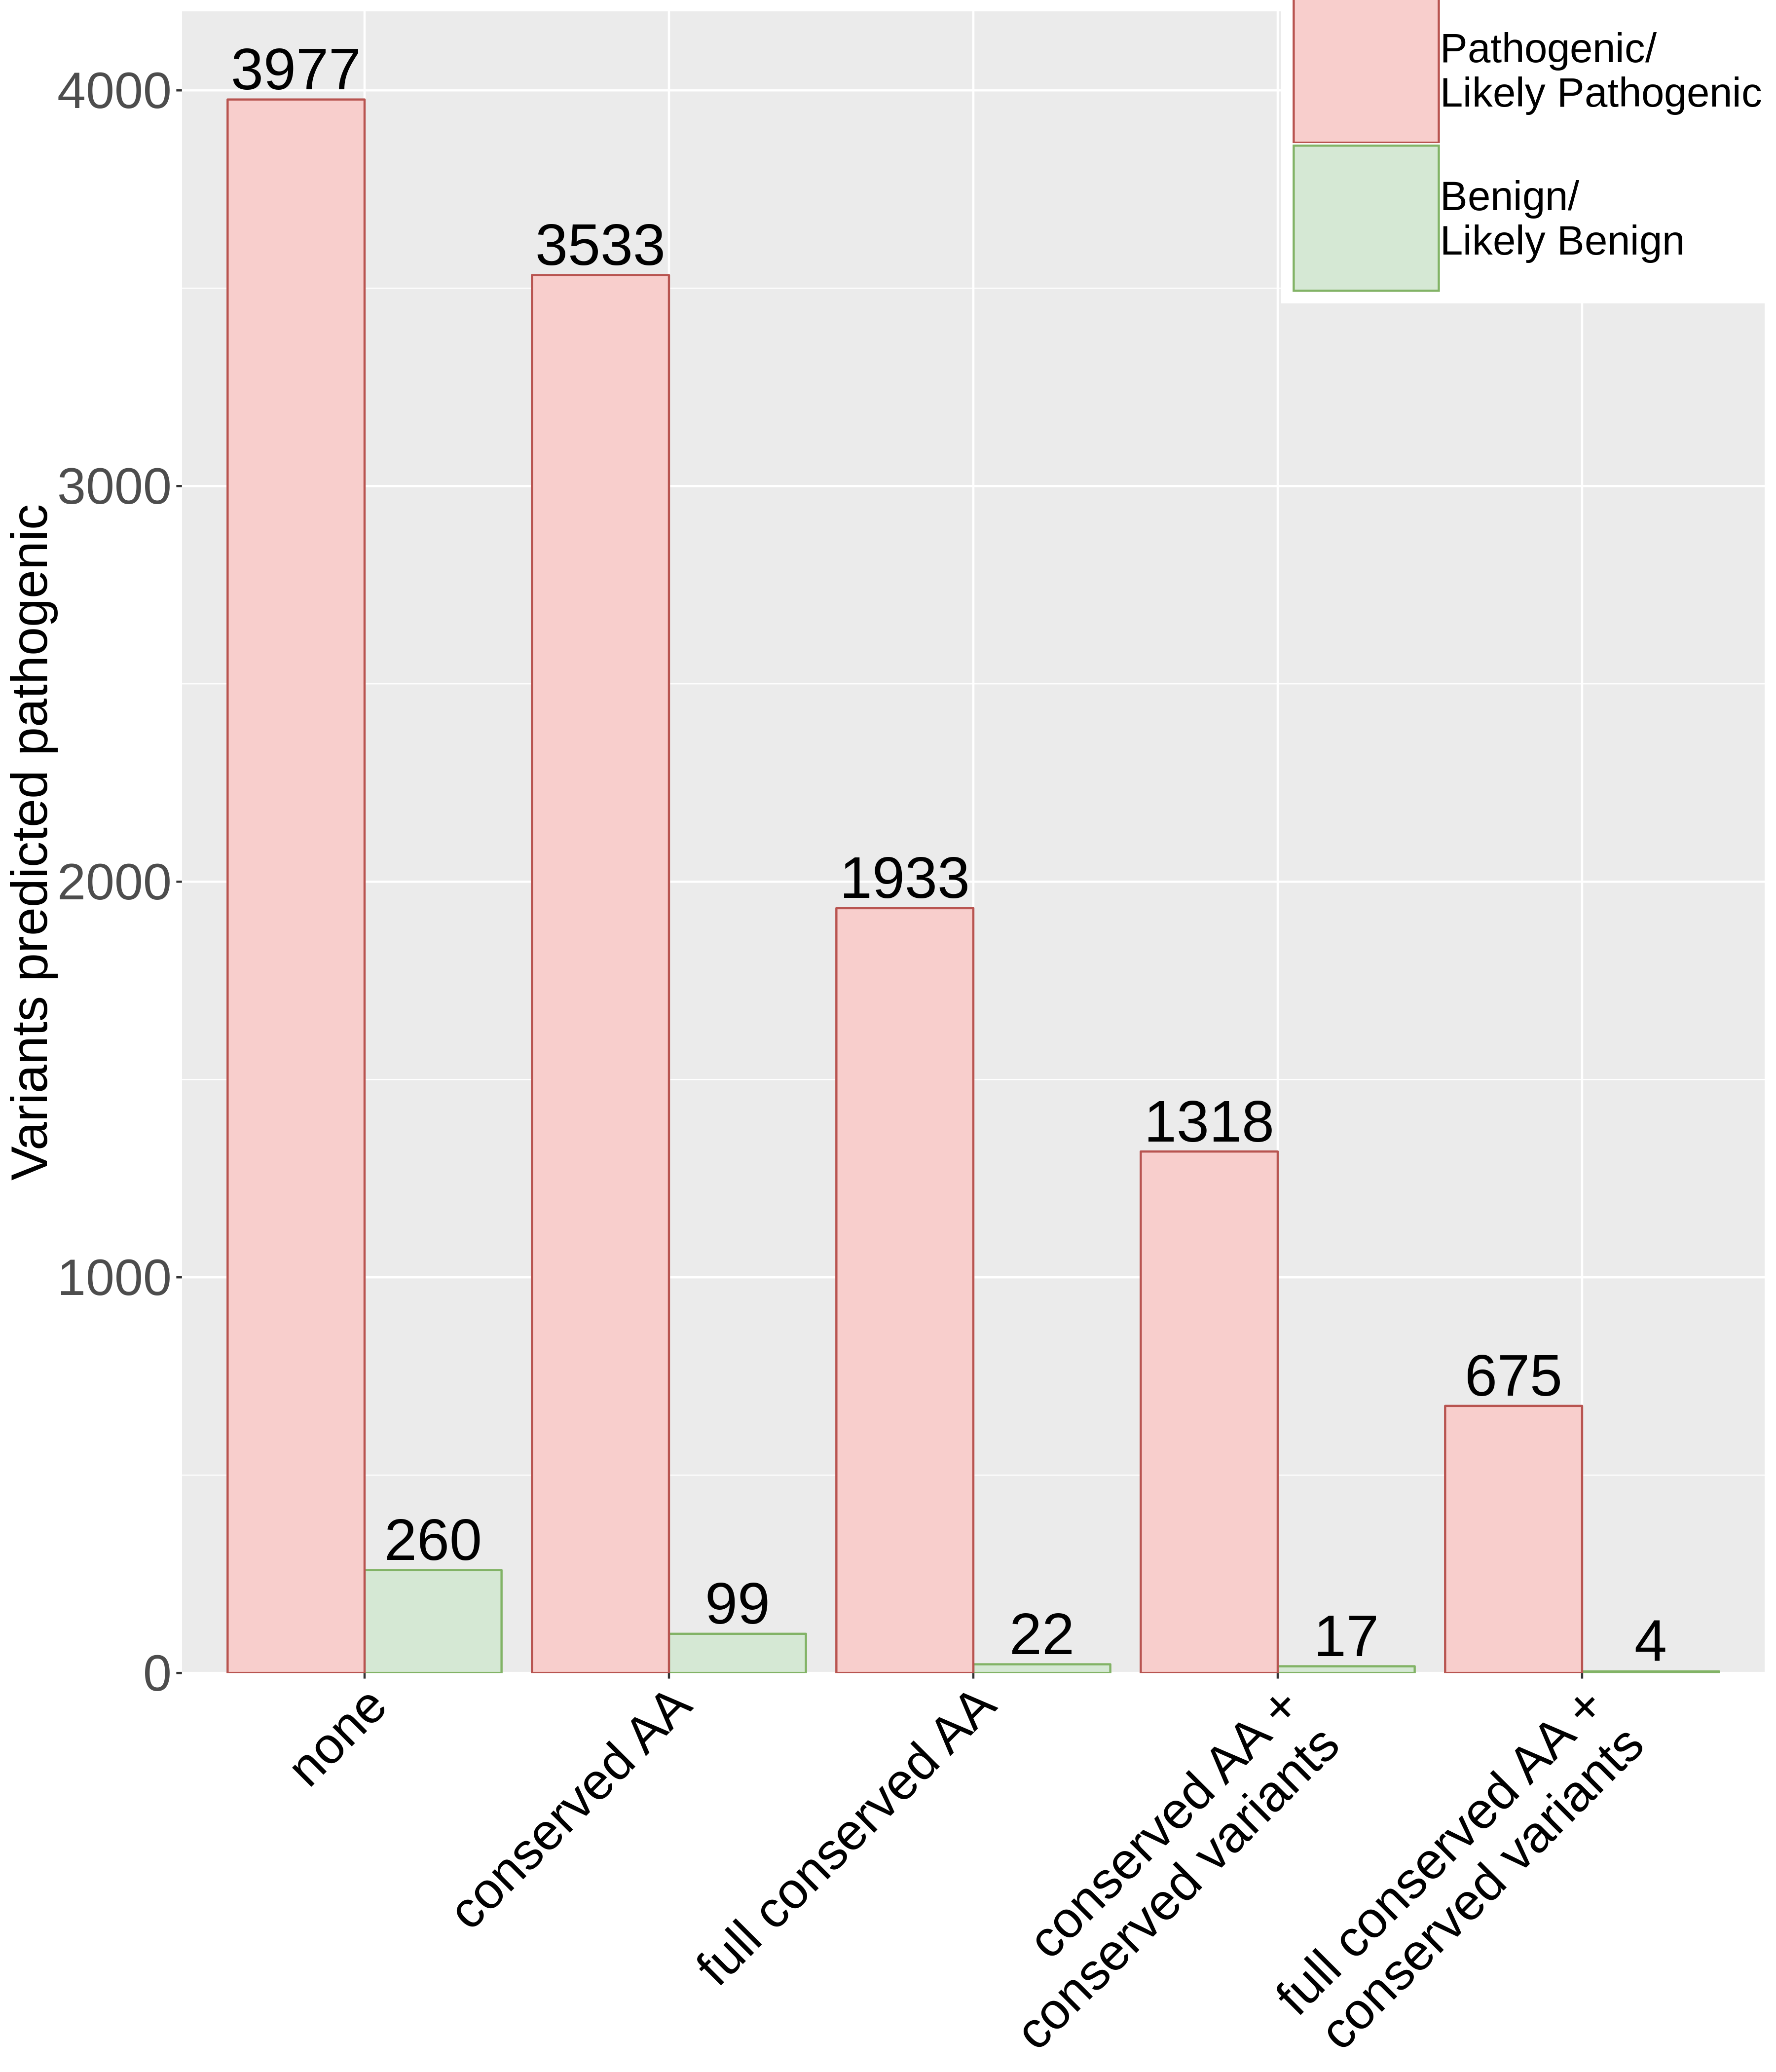 Pathogenic/
Likely Pathogenic
Benign/
Likely Benign
Variants predicted pathogenic
4000
3000
2000
1000
0
3977
260
3533
99
1933
22
1318
17
675
4
none
conserved AA
full conserved AA
conserved AA +
conserved variants
full conserved AA +
conserved variants